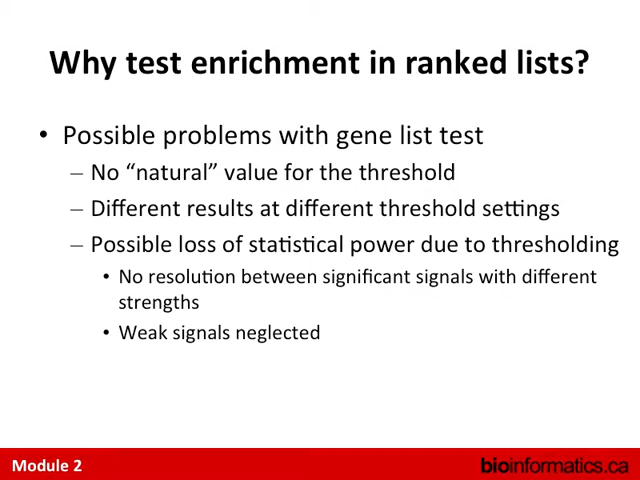 Why test enrichment in ranked lists?
• Possible problems with gene list test
– No “natural” value for the threshold
– Different results at different threshold settings
– Possible loss of statistical power due to thresholding
• No resolution between significant signals with different
strengths
• Weak signals neglected
Module 2
bioinformatics.ca